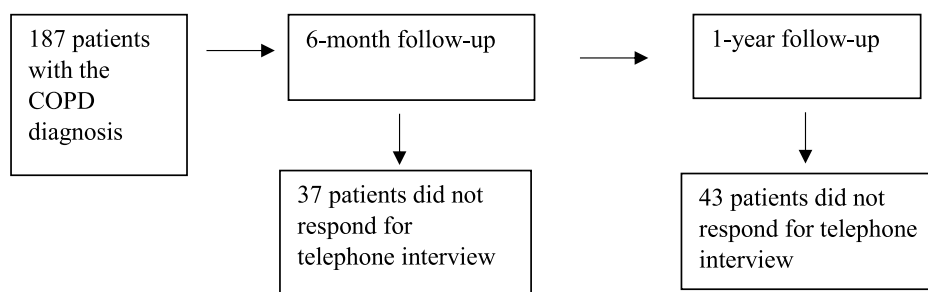 187 patients
with the
COPD
diagnosis
6-month follow-up
1-year follow-up
37 patients did not
respond for
telephone interview
43 patients did not
respond for telephone
interview